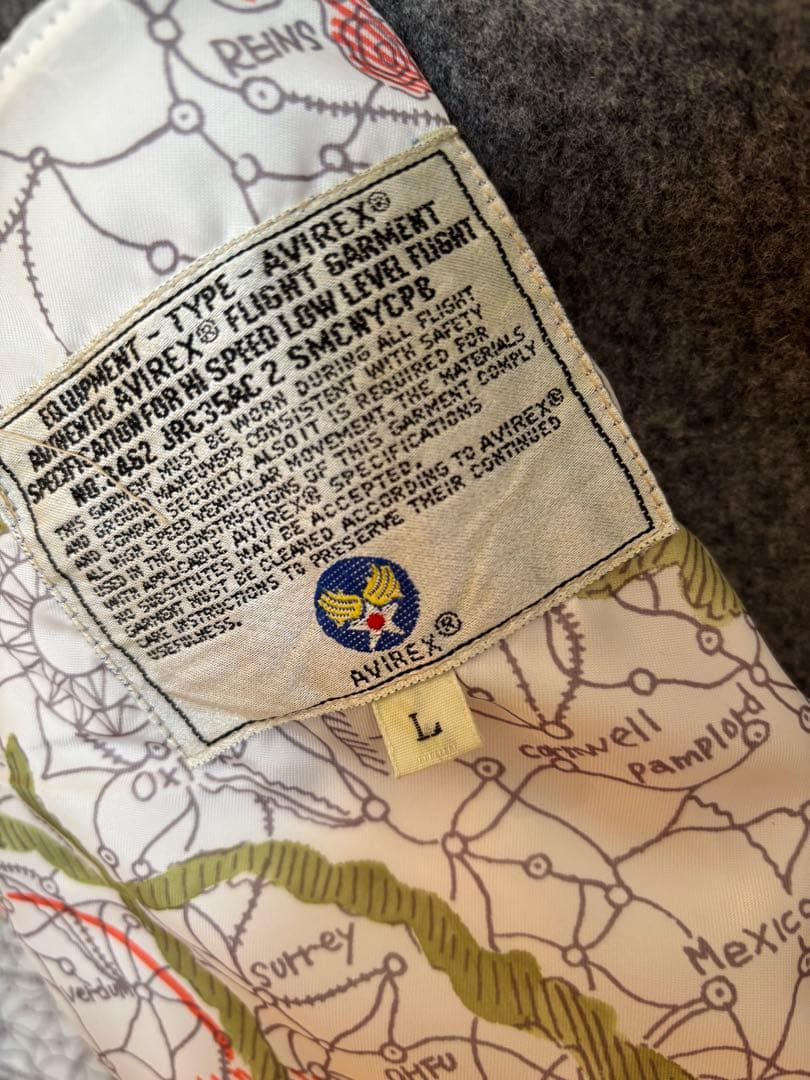 REINS
EQUIPMENT - TYPE - AVIREX®
AUTHENTIC AVIREX® FLIGHT GARMENT
SPECIFICATION FOR HI SPEED LOW LEVEL FLIGHT
JRC35AC 2 SMCNYCPB
THIS GARMENT MUST BE WORN DURING ALL FLIGHT
AND GROUND MANEUVERS CONSISTENT WITH SAFETY
AND COMBAT SECURITY. ALSO IT IS REQUIRED FOR
ALL HIGH SPEED VEHICULAR MOVEMENT. THE MATERIALS
USED IN THE CONSTRUCTIONS OF THIS GARMENT COMPLY
WITH APPLICABLE AVIREX® SPECIFICATIONS
NO SUBSTITUTES MAY BE ACCEPTED.
GARMENT MUST BE CLEANED ACCORDING TO AVIREX®
CARE INSTRUCTIONS TO PRESERVE THEIR CONTINUED
USEFULNESS.
AVIREX®
L
Pamplord
Surrey
Mexico
Verdun